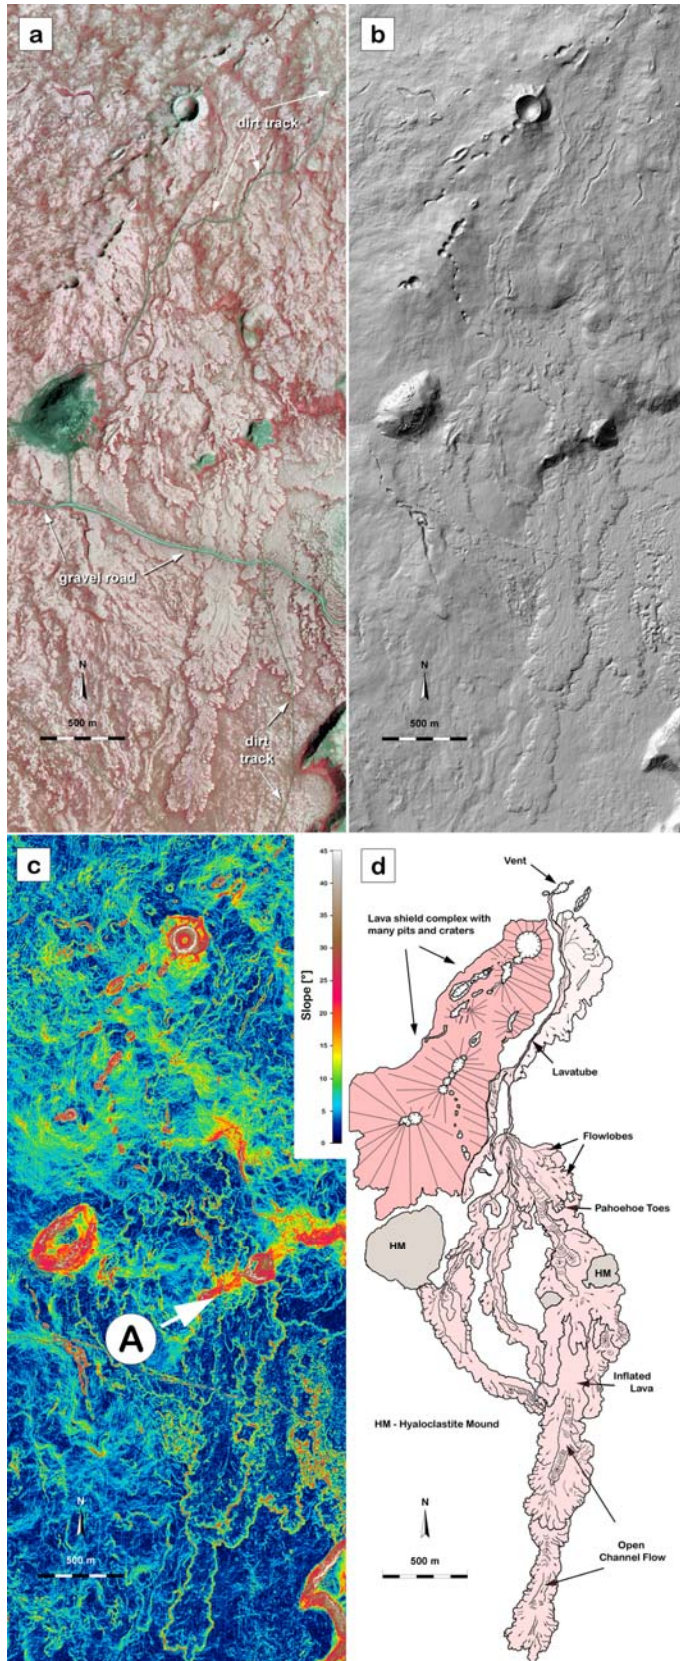 a
dirt track
gravel road
N
500 m
dirt
track
b
N
500 m
c
45
40
35
30
25
20
15
10
5
0
Slope [°]
A
N
500 m
d
Vent
Lava shield complex with
many pits and craters
Lavatube
Flowlobes
Pahoehoe Toes
HM
HM
Inflated
Lava
HM - Hyaloclastite Mound
N
500 m
Open
Channel Flow